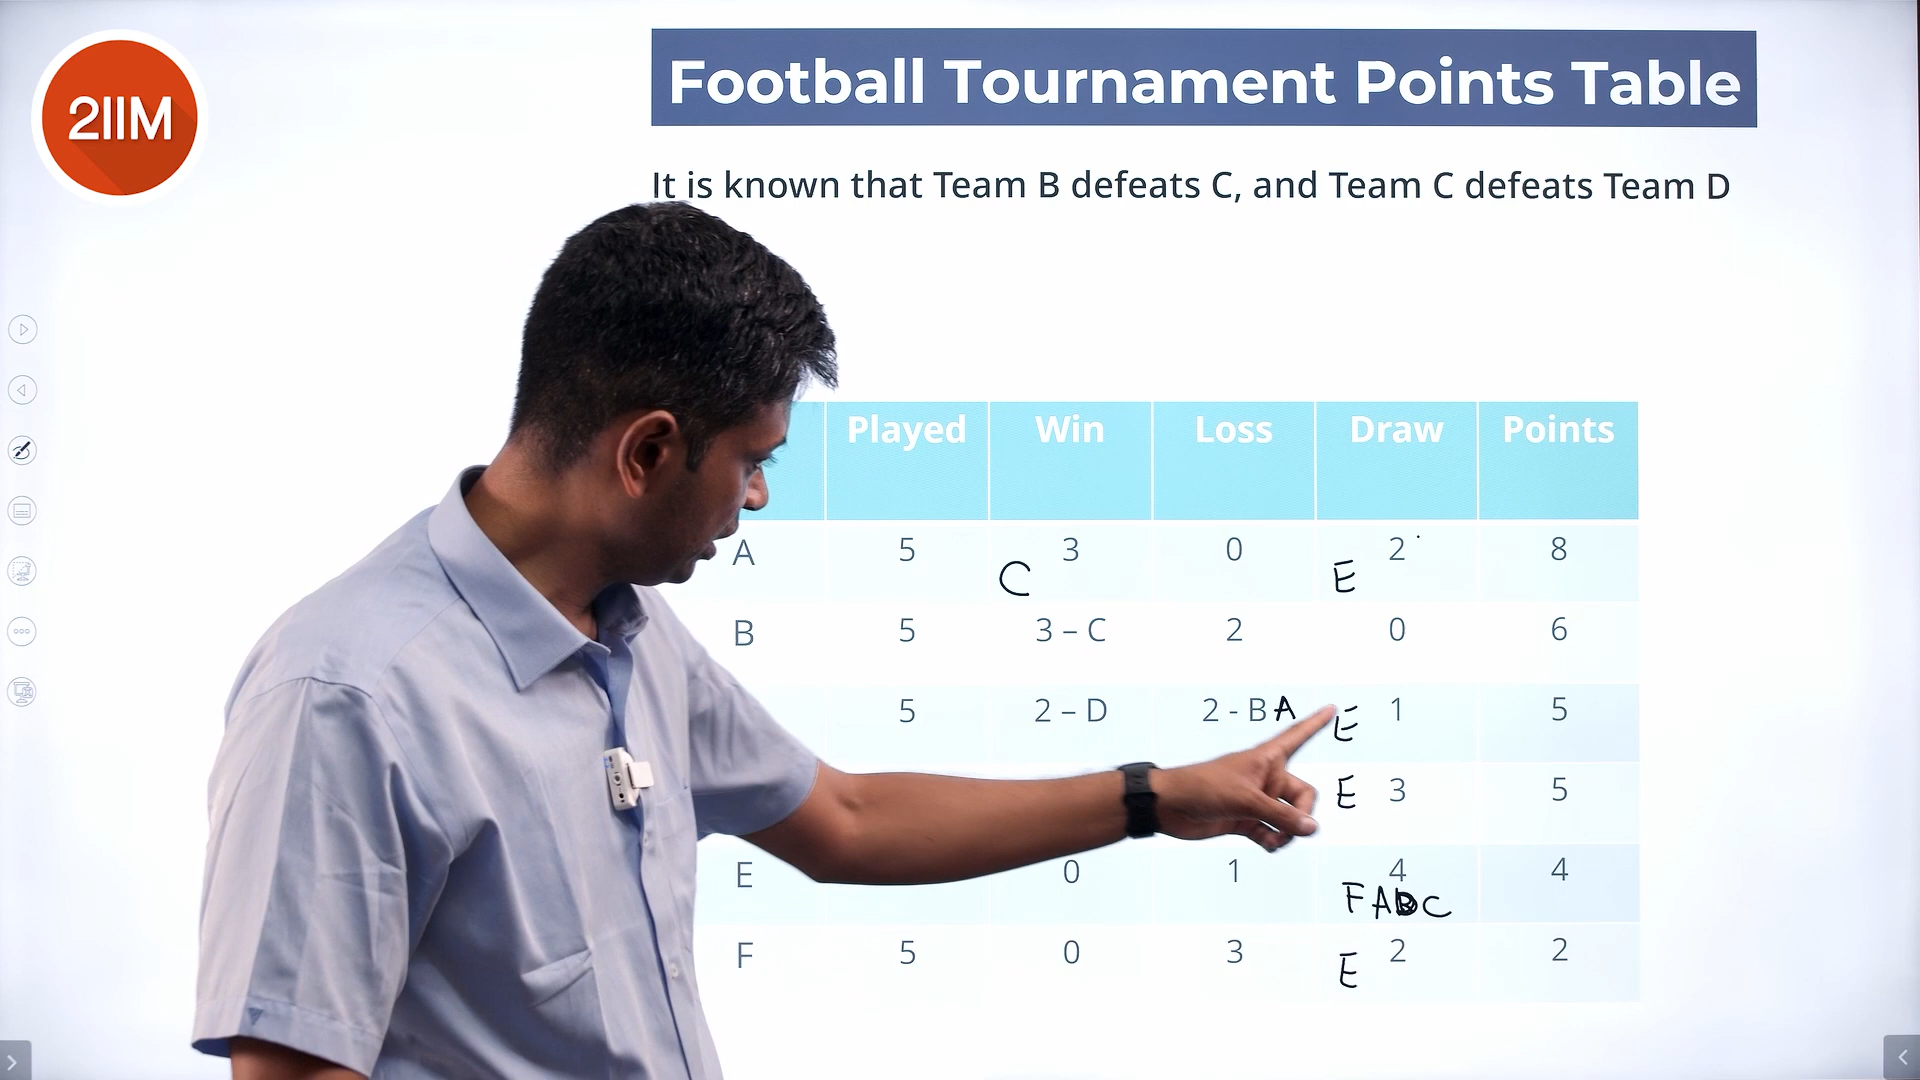 2IIM
Football Tournament Points Table
It is known that Team B defeats C, and Team C defeats Team D
Played Win Loss Draw Points
A 5 3 0 2 8
C E
B 5 3 – C 2 0 6
5 2 – D 2 - B A E 1 5
E 3 5
E 0 1 4 4
F A D C
F 5 0 3 2 2
E